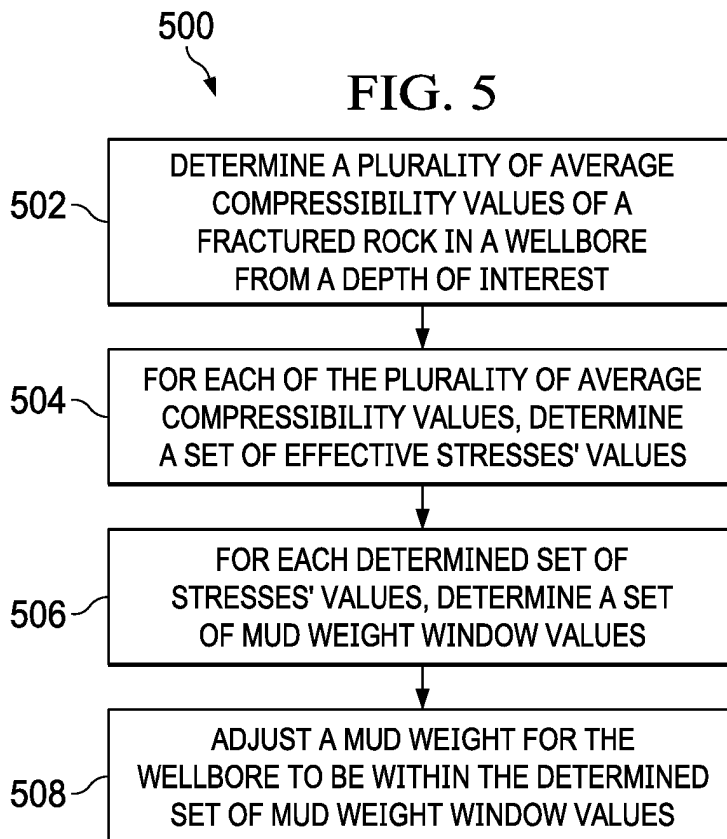 500
FIG. 5
502
DETERMINE A PLURALITY OF AVERAGE
COMPRESSIBILITY VALUES OF A
FRACTURED ROCK IN A WELLBORE
FROM A DEPTH OF INTEREST
504
FOR EACH OF THE PLURALITY OF AVERAGE
COMPRESSIBILITY VALUES, DETERMINE
A SET OF EFFECTIVE STRESSES' VALUES
506
FOR EACH DETERMINED SET OF
STRESSES' VALUES, DETERMINE A SET
OF MUD WEIGHT WINDOW VALUES
508
ADJUST A MUD WEIGHT FOR THE
WELLBORE TO BE WITHIN THE DETERMINED
SET OF MUD WEIGHT WINDOW VALUES